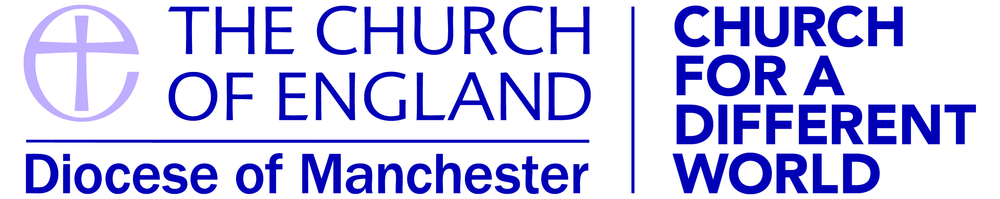 THE CHURCH
OF ENGLAND
Diocese of Manchester
CHURCH
FOR A
DIFFERENT
WORLD